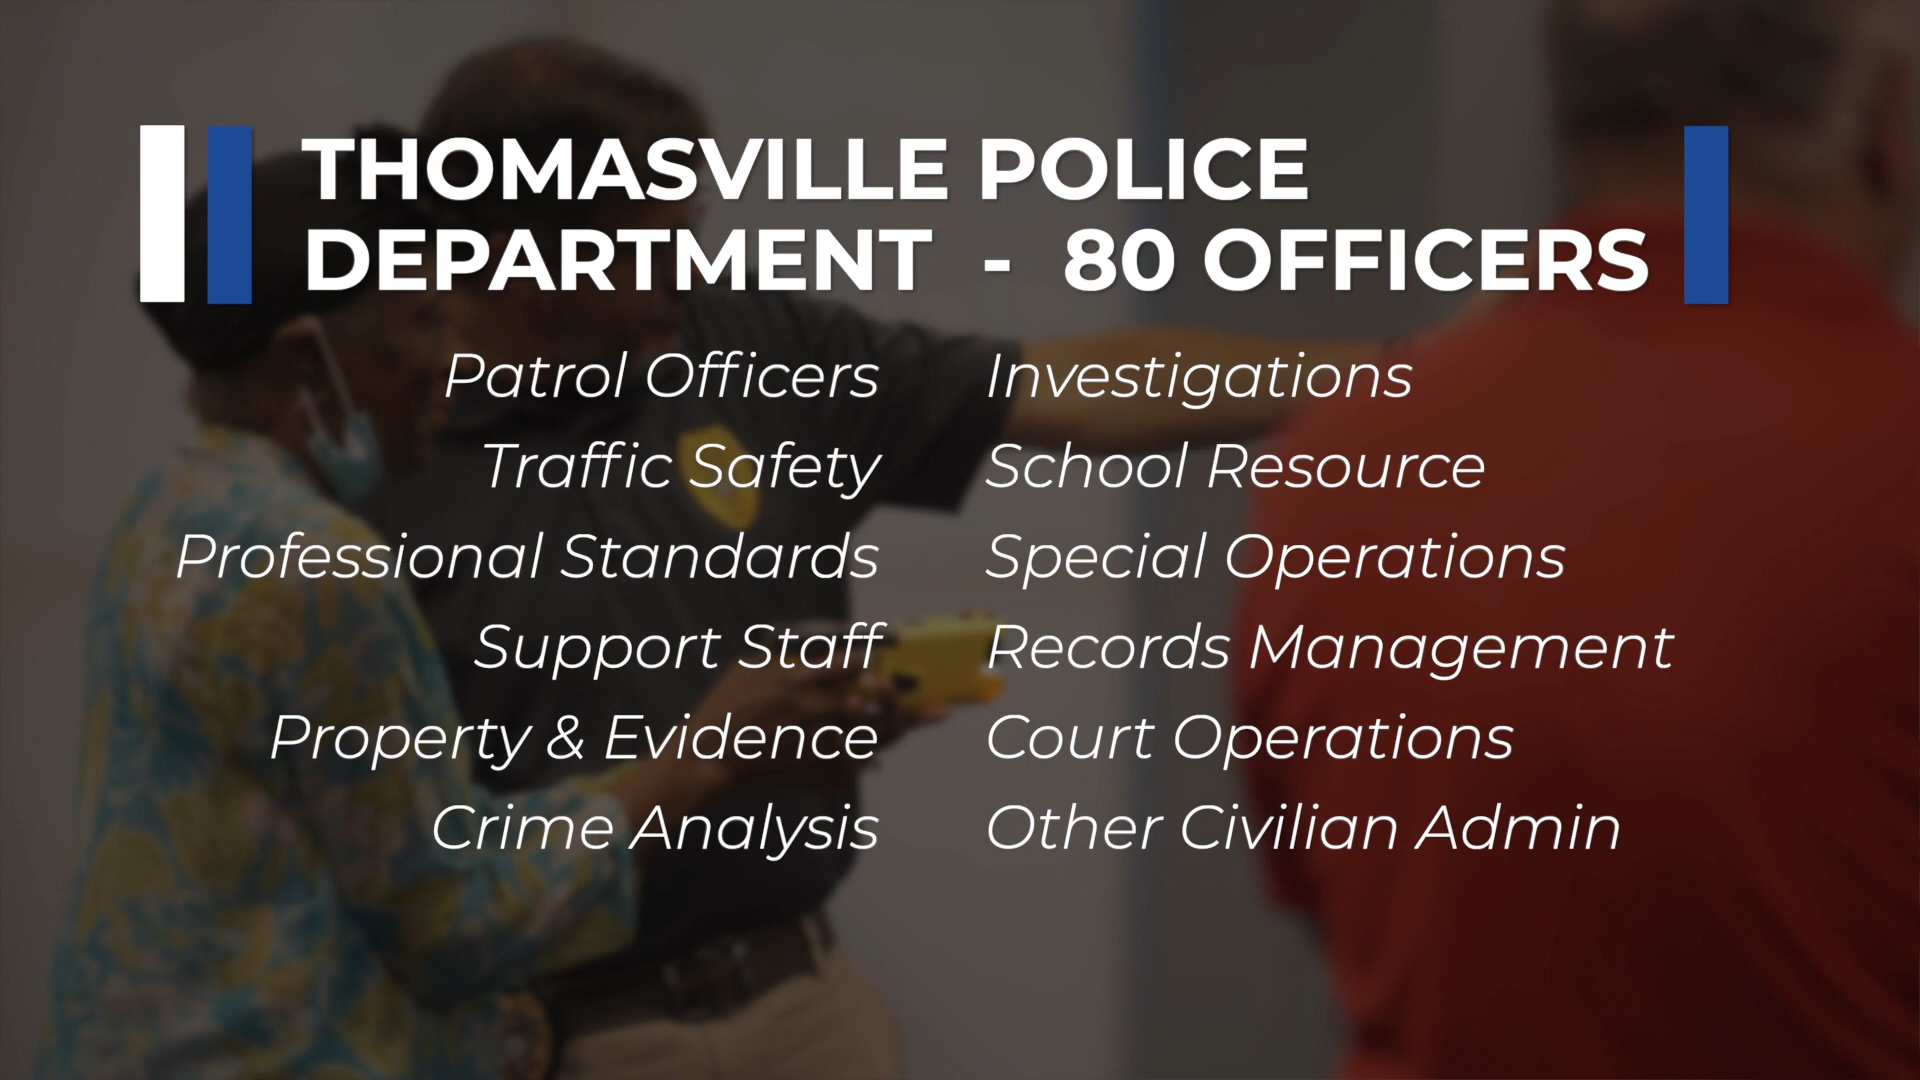 THOMASVILLE POLICE
DEPARTMENT - 80 OFFICERS
Patrol Officers
Investigations
Traffic Safety
School Resource
Professional Standards
Special Operations
Support Staff
Records Management
Property & Evidence
Court Operations
Crime Analysis
Other Civilian Admin